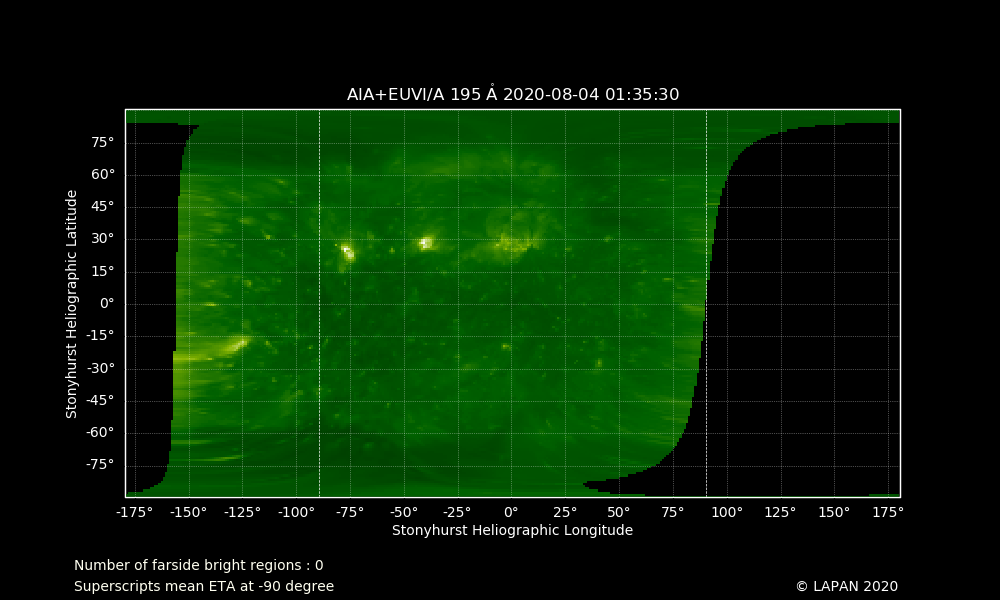 AIA+EUVI/A 195 Å 2020-08-04 01:35:30
75°
60°
45°
30°
15°
0°
-15°
-30°
-45°
-60°
-75°
Stonyhurst Heliographic Latitude
-175° -150° -125° -100° -75° -50° -25° 0° 25° 50° 75° 100° 125° 150° 175°
Stonyhurst Heliographic Longitude
Number of farside bright regions : 0
Superscripts mean ETA at -90 degree
© LAPAN 2020